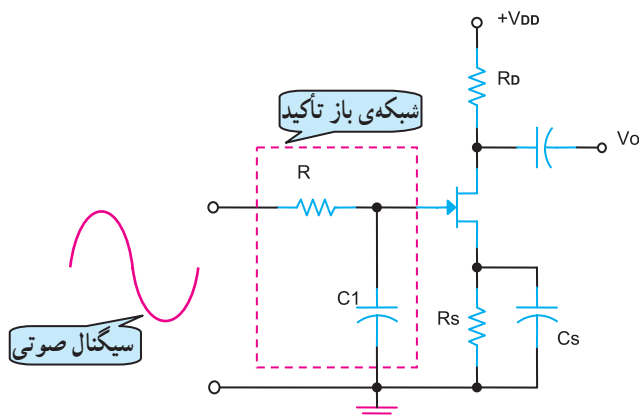 +VDD
RD
شبکه‌ی باز تأکید
Vo
R
C1
Rs
Cs
سیگنال صوتی